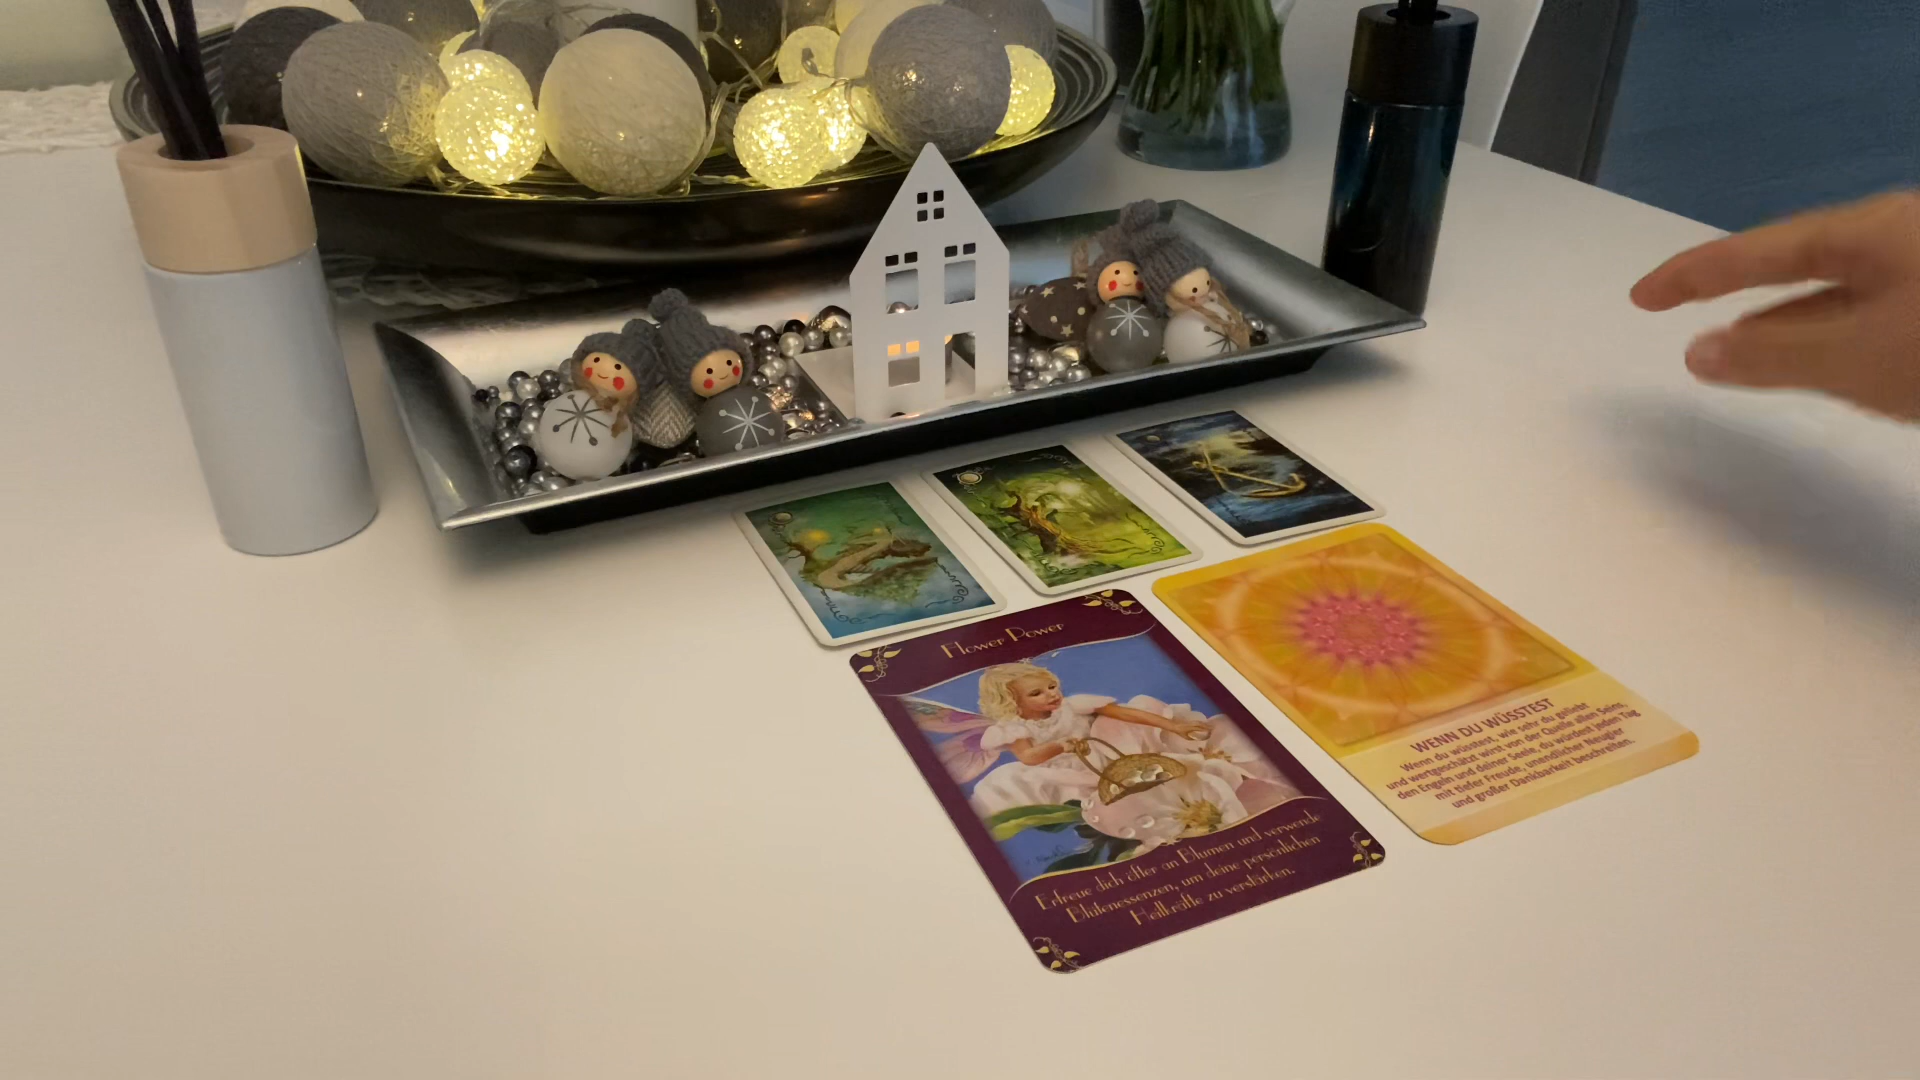 Flower Power
Erfreue dich öfter an Blumen und verwende
Blütenessenzen, um deine persönlichen
Heilkräfte zu verstärken.
WENN DU WÜSSTEST
Wenn du wüsstest, wie sehr du geliebt
und wertgeschätzt wirst von der Quelle allen Seins,
den Engeln und deiner Seele, du würdest jeden Tag
mit tiefer Freude, unendlicher Neugier
und großer Dankbarkeit beschreiten.